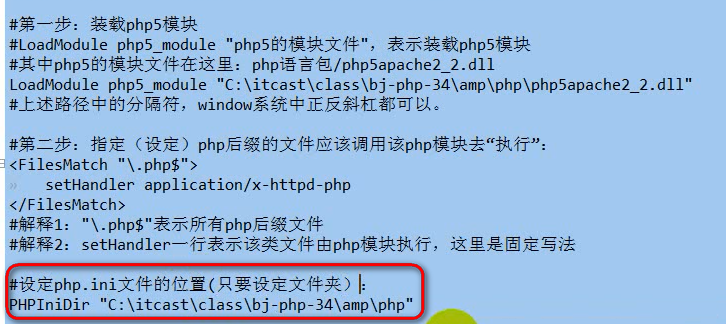 #第一步：装载php5模块
#LoadModule php5_module "php5的模块文件"，表示装载php5模块
#其中php5的模块文件在这里：php语言包/php5apache2_2.dll
LoadModule php5_module "C:\itcast\class\bj-php-34\amp\php\php5apache2_2.dll"
#上述路径中的分隔符，window系统中正反斜杠都可以。
#第二步：指定（设定）php后缀的文件应该调用该php模块去“执行”：
<FilesMatch "\.php$">
setHandler application/x-httpd-php
</FilesMatch>
#解释1："\.php$"表示所有php后缀文件
#解释2：setHandler一行表示该类文件由php模块执行，这里是固定写法
#设定php.ini文件的位置(只要设定文件夹）：
PHPIniDir "C:\itcast\class\bj-php-34\amp\php"